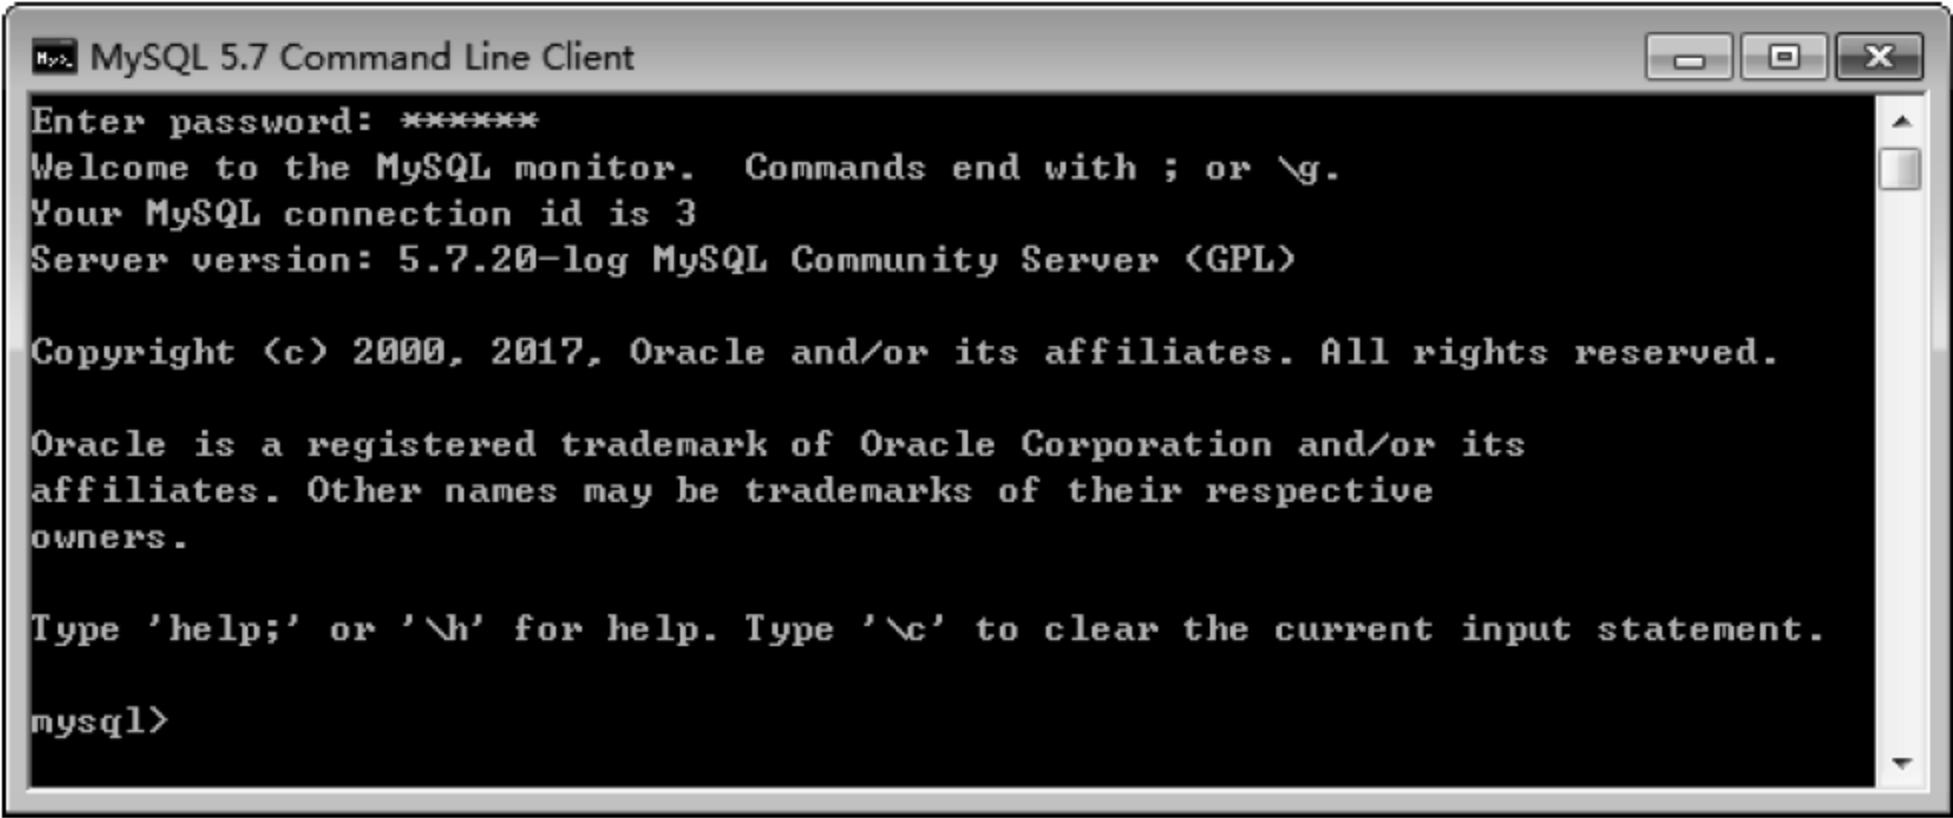 MySQL 5.7 Command Line Client
Enter password: ******
Welcome to the MySQL monitor.  Commands end with ; or \g.
Your MySQL connection id is 3
Server version: 5.7.20-log MySQL Community Server (GPL)
Copyright (c) 2000, 2017, Oracle and/or its affiliates. All rights reserved.
Oracle is a registered trademark of Oracle Corporation and/or its
affiliates. Other names may be trademarks of their respective
owners.
Type 'help;' or '\h' for help. Type '\c' to clear the current input statement.
mysql>